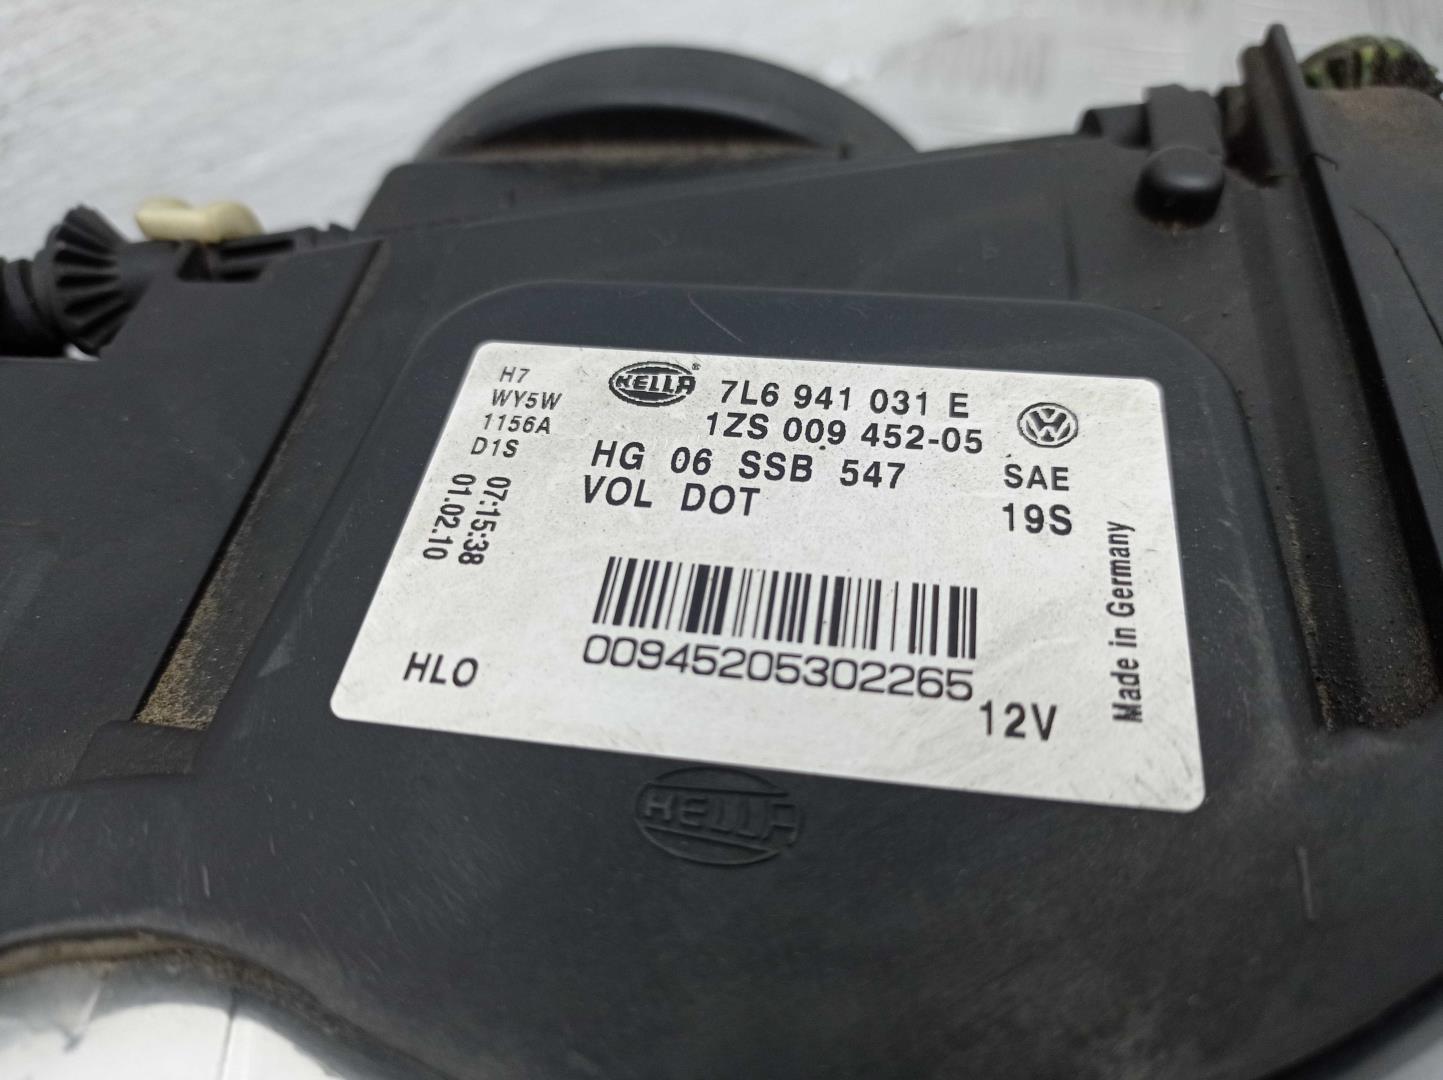 H7
WY5W
1156A
D1S
07:15:38
01.02.10
HELLA®
7L6 941 031 E
1ZS 009 452-05
HG 06 SSB 547
VOL DOT
VW
SAE
19S
00945205302265
HLO
12V
Made in Germany
HELLA